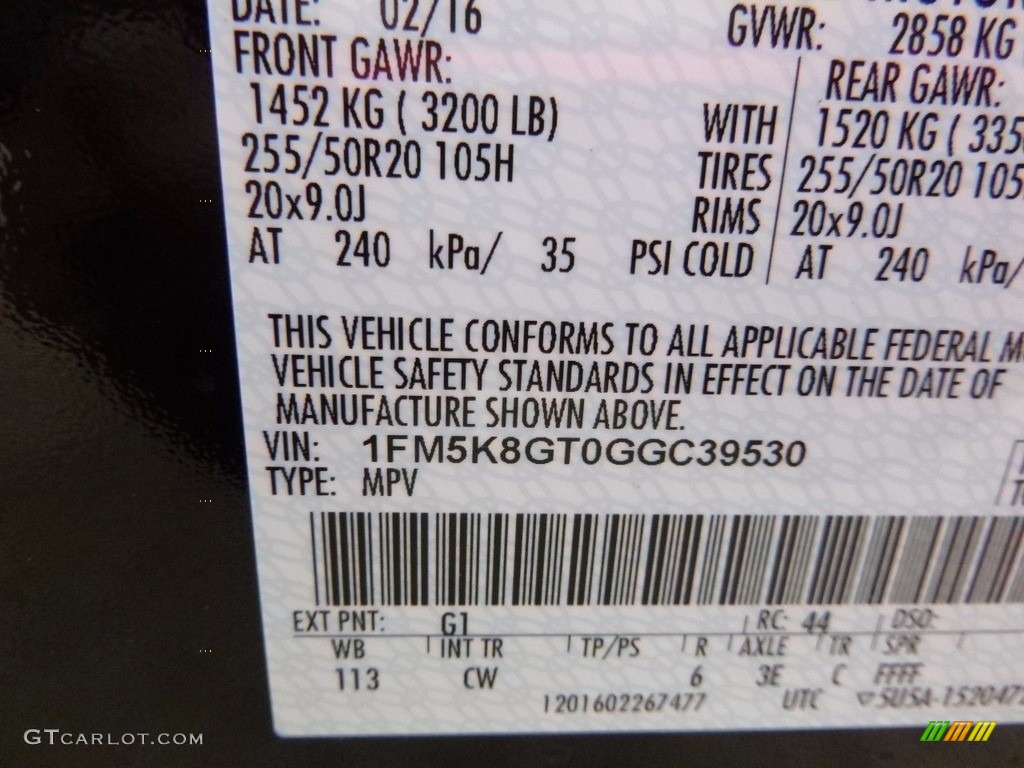 DATE: 02/16 GVWR: 2858 KG
FRONT GAWR: REAR GAWR:
1452 KG ( 3200 LB) WITH 1520 KG ( 335
255/50R20 105H TIRES 255/50R20 105
20x9.0J RIMS 20x9.0J
AT 240 kPa/ 35 PSI COLD AT 240 kPa/
THIS VEHICLE CONFORMS TO ALL APPLICABLE FEDERAL M
VEHICLE SAFETY STANDARDS IN EFFECT ON THE DATE OF
MANUFACTURE SHOWN ABOVE.
VIN: 1FM5K8GT0GGC39530
TYPE: MPV
EXT PNT: G1 RC: 44 DSO:
WB INT TR TP/PS R AXLE TR SPR
113 CW 6 3E C FFFF
1201602267477 UTC SUSA-152047
GTCARLOT.COM